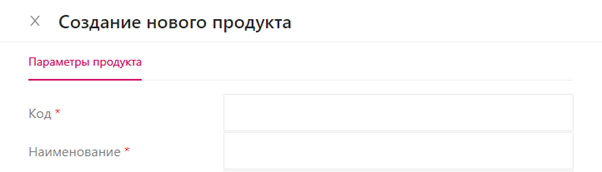 Создание нового продукта
Параметры продукта
Код *
Наименование *